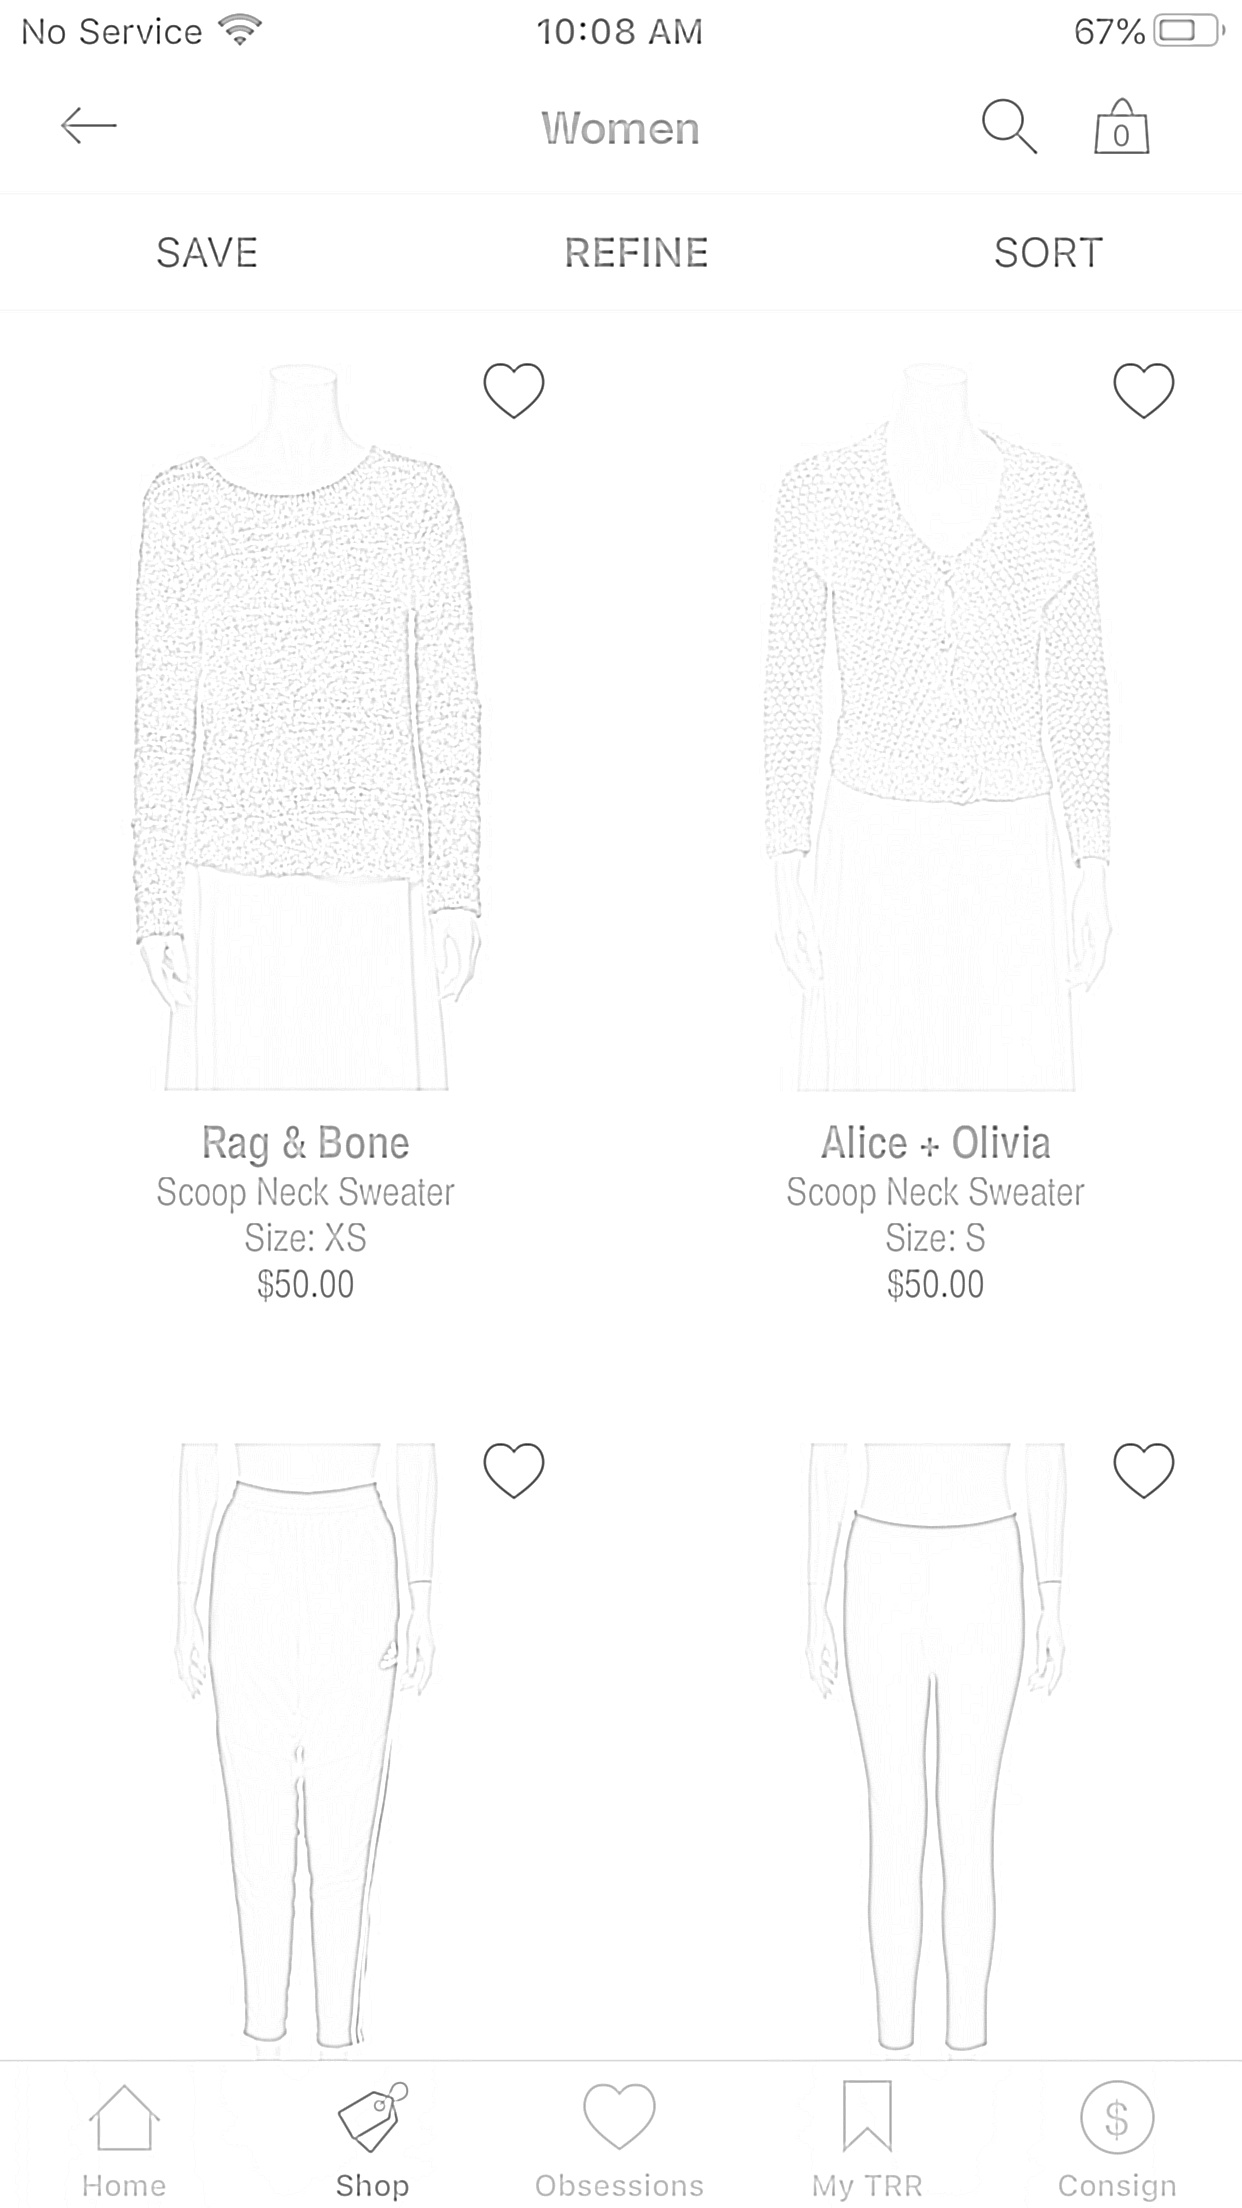 No Service 10:08 AM 67%
Women
0
SAVE REFINE SORT
Rag & Bone
Scoop Neck Sweater
Size: XS
$50.00
Alice + Olivia
Scoop Neck Sweater
Size: S
$50.00
Home Shop Obsessions My TRR Consign